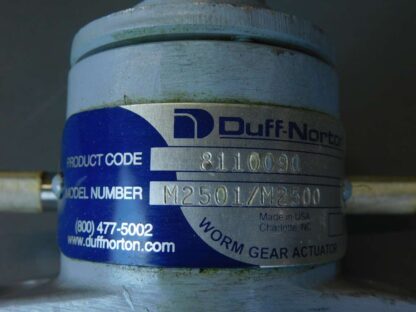 Duff-Norton
PRODUCT CODE 8110090
MODEL NUMBER M2501/M2500
(800) 477-5002
www.duffnorton.com
Made in USA
Charlotte, NC
WORM GEAR ACTUATOR